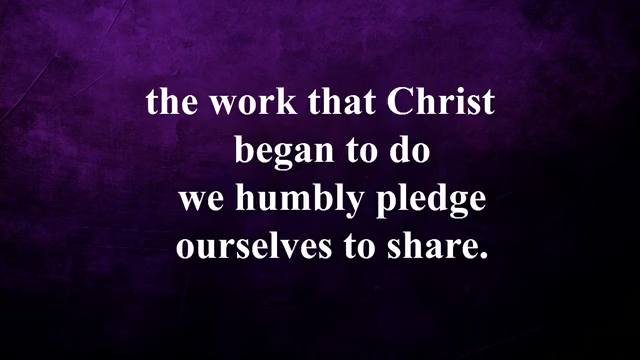 the work that Christ
began to do
we humbly pledge
ourselves to share.